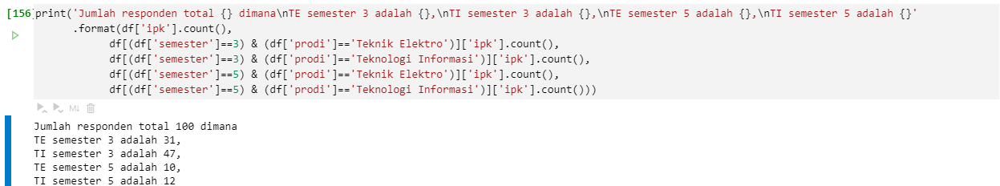 [156] print('Jumlah responden total {} dimana\nTE semester 3 adalah {},\nTI semester 3 adalah {},\nTE semester 5 adalah {},\nTI semester 5 adalah {}'
.format(df['ipk'].count(),
df[(df['semester']==3) & (df['prodi']=='Teknik Elektro')]['ipk'].count(),
df[(df['semester']==3) & (df['prodi']=='Teknologi Informasi')]['ipk'].count(),
df[(df['semester']==5) & (df['prodi']=='Teknik Elektro')]['ipk'].count(),
df[(df['semester']==5) & (df['prodi']=='Teknologi Informasi')]['ipk'].count()))
M↓
Jumlah responden total 100 dimana
TE semester 3 adalah 31,
TI semester 3 adalah 47,
TE semester 5 adalah 10,
TI semester 5 adalah 12